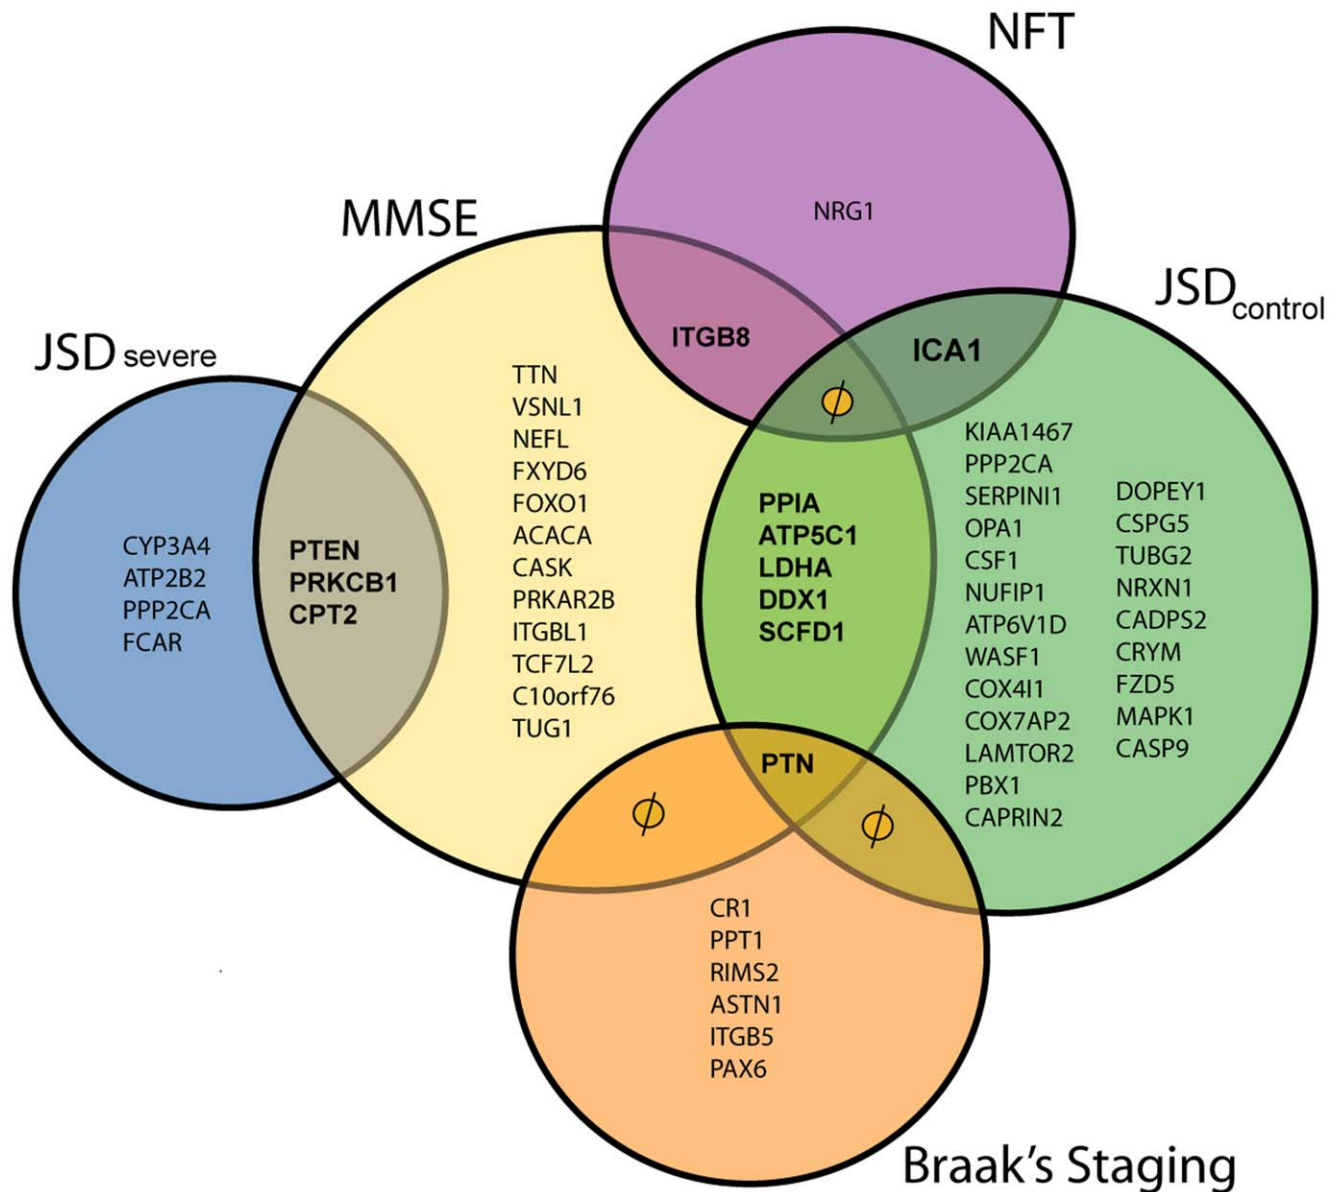 NFT
NRG1
MMSE
JSD control
JSD severe
ITGB8
ICA1
ϕ
TTN
VSNL1
NEFL
FXYD6
FOXO1
ACACA
CASK
PRKAR2B
ITGBL1
TCF7L2
C10orf76
TUG1
CYP3A4
ATP2B2
PPP2CA
FCAR
PTEN
PRKCB1
CPT2
PPIA
ATP5C1
LDHA
DDX1
SCFD1
KIAA1467
PPP2CA
SERPINI1
OPA1
CSF1
NUFIP1
ATP6V1D
WASF1
COX4I1
COX7AP2
LAMTOR2
PBX1
CAPRIN2
DOPEY1
CSPG5
TUBG2
NRXN1
CADPS2
CRYM
FZD5
MAPK1
CASP9
PTN
ϕ
ϕ
CR1
PPT1
RIMS2
ASTN1
ITGB5
PAX6
Braak's Staging